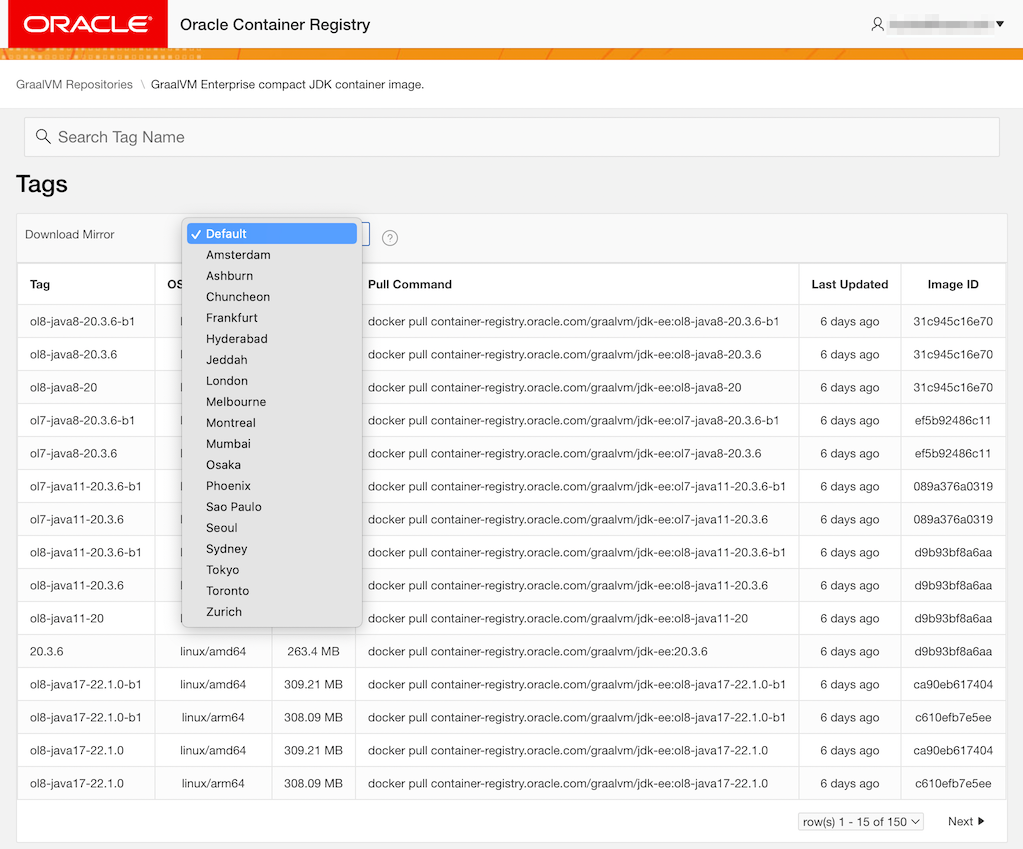 ORACLE® Oracle Container Registry
GraalVM Repositories \ GraalVM Enterprise compact JDK container image.
Search Tag Name
Tags
Download Mirror
✓ Default
Amsterdam
Ashburn
Chuncheon
Frankfurt
Hyderabad
Jeddah
London
Melbourne
Montreal
Mumbai
Osaka
Phoenix
Sao Paulo
Seoul
Sydney
Tokyo
Toronto
Zurich
?
Tag OS Pull Command Last Updated Image ID
ol8-java8-20.3.6-b1 docker pull container-registry.oracle.com/graalvm/jdk-ee:ol8-java8-20.3.6-b1 6 days ago 31c945c16e70
ol8-java8-20.3.6 docker pull container-registry.oracle.com/graalvm/jdk-ee:ol8-java8-20.3.6 6 days ago 31c945c16e70
ol8-java8-20 docker pull container-registry.oracle.com/graalvm/jdk-ee:ol8-java8-20 6 days ago 31c945c16e70
ol7-java8-20.3.6-b1 docker pull container-registry.oracle.com/graalvm/jdk-ee:ol7-java8-20.3.6-b1 6 days ago ef5b92486c11
ol7-java8-20.3.6 docker pull container-registry.oracle.com/graalvm/jdk-ee:ol7-java8-20.3.6 6 days ago ef5b92486c11
ol7-java11-20.3.6-b1 docker pull container-registry.oracle.com/graalvm/jdk-ee:ol7-java11-20.3.6-b1 6 days ago 089a376a0319
ol7-java11-20.3.6 docker pull container-registry.oracle.com/graalvm/jdk-ee:ol7-java11-20.3.6 6 days ago 089a376a0319
ol8-java11-20.3.6-b1 docker pull container-registry.oracle.com/graalvm/jdk-ee:ol8-java11-20.3.6-b1 6 days ago d9b93bf8a6aa
ol8-java11-20.3.6 docker pull container-registry.oracle.com/graalvm/jdk-ee:ol8-java11-20.3.6 6 days ago d9b93bf8a6aa
ol8-java11-20 docker pull container-registry.oracle.com/graalvm/jdk-ee:ol8-java11-20 6 days ago d9b93bf8a6aa
20.3.6 linux/amd64 263.4 MB docker pull container-registry.oracle.com/graalvm/jdk-ee:20.3.6 6 days ago d9b93bf8a6aa
ol8-java17-22.1.0-b1 linux/amd64 309.21 MB docker pull container-registry.oracle.com/graalvm/jdk-ee:ol8-java17-22.1.0-b1 6 days ago ca90eb617404
ol8-java17-22.1.0-b1 linux/arm64 308.09 MB docker pull container-registry.oracle.com/graalvm/jdk-ee:ol8-java17-22.1.0-b1 6 days ago c610efb7e5ee
ol8-java17-22.1.0 linux/amd64 309.21 MB docker pull container-registry.oracle.com/graalvm/jdk-ee:ol8-java17-22.1.0 6 days ago ca90eb617404
ol8-java17-22.1.0 linux/arm64 308.09 MB docker pull container-registry.oracle.com/graalvm/jdk-ee:ol8-java17-22.1.0 6 days ago c610efb7e5ee
row(s) 1 - 15 of 150 Next